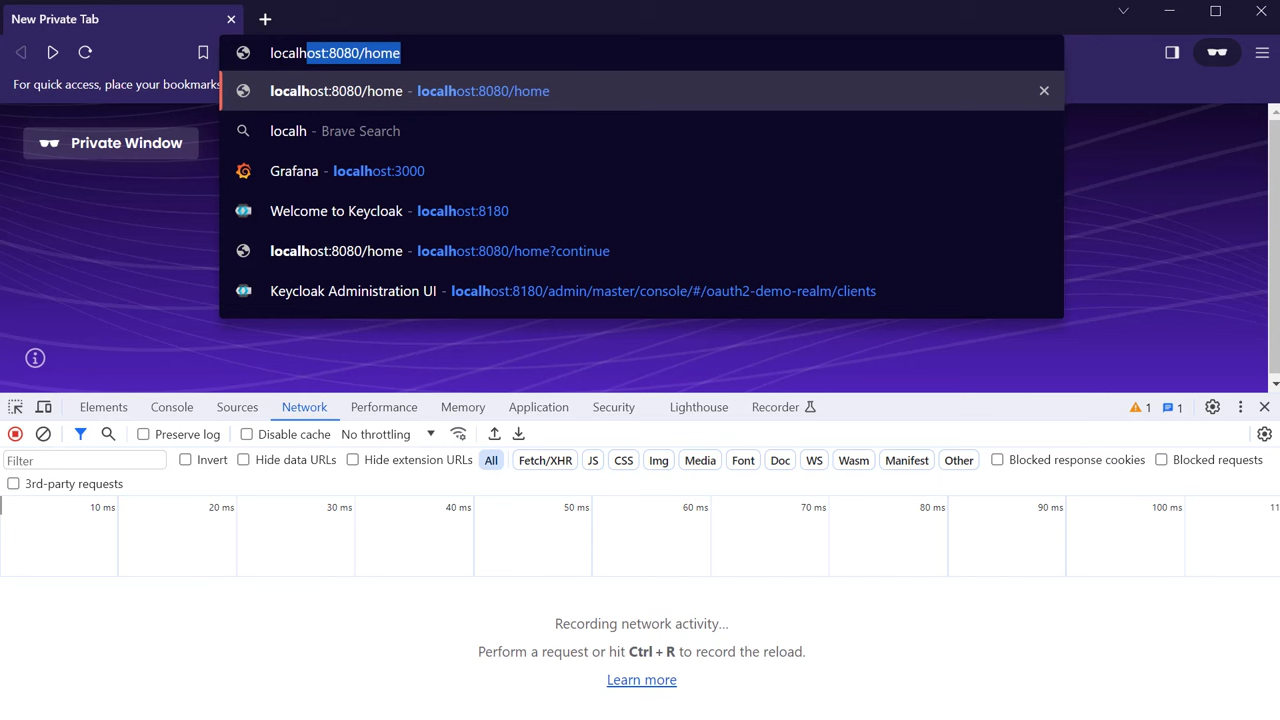 New Private Tab
localhost:8080/home
For quick access, place your bookmarks
localhost:8080/home - localhost:8080/home
localh - Brave Search
Grafana - localhost:3000
Welcome to Keycloak - localhost:8180
localhost:8080/home - localhost:8080/home?continue
Keycloak Administration UI - localhost:8180/admin/master/console/#/oauth2-demo-realm/clients
Private Window
Elements Console Sources Network Performance Memory Application Security Lighthouse Recorder 1 1
Preserve log Disable cache No throttling
Filter Invert Hide data URLs Hide extension URLs All Fetch/XHR JS CSS Img Media Font Doc WS Wasm Manifest Other Blocked response cookies Blocked requests
3rd-party requests
10 ms 20 ms 30 ms 40 ms 50 ms 60 ms 70 ms 80 ms 90 ms 100 ms 11
Recording network activity...
Perform a request or hit Ctrl + R to record the reload.
Learn more